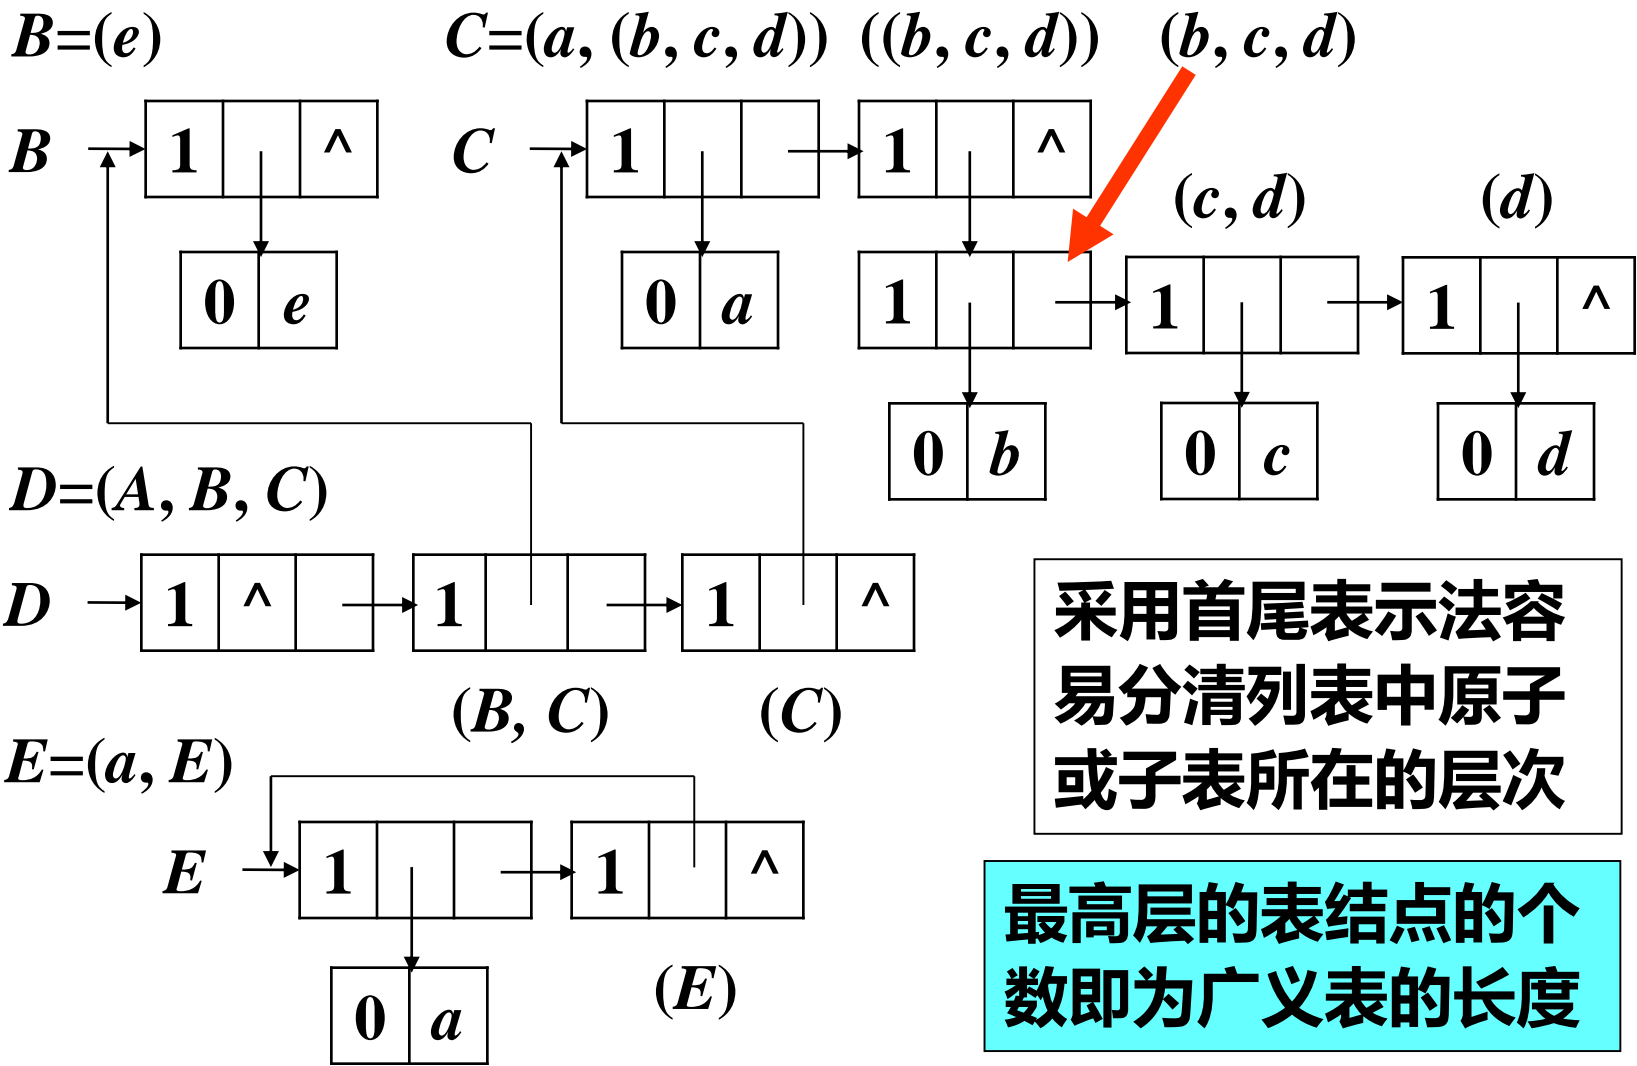 B=(e) C=(a, (b, c, d)) ((b, c, d)) (b, c, d)
B 1 ^ C 1 1 ^
(c, d) (d)
0 e 0 a 1 1 1 ^
0 b 0 c 0 d
D=(A, B, C)
D 1 ^ 1 1 ^
(B, C) (C)
E=(a, E)
E 1 1 ^
(E)
0 a
采用首尾表示法容
易分清列表中原子
或子表所在的层次
最高层的表结点的个
数即为广义表的长度